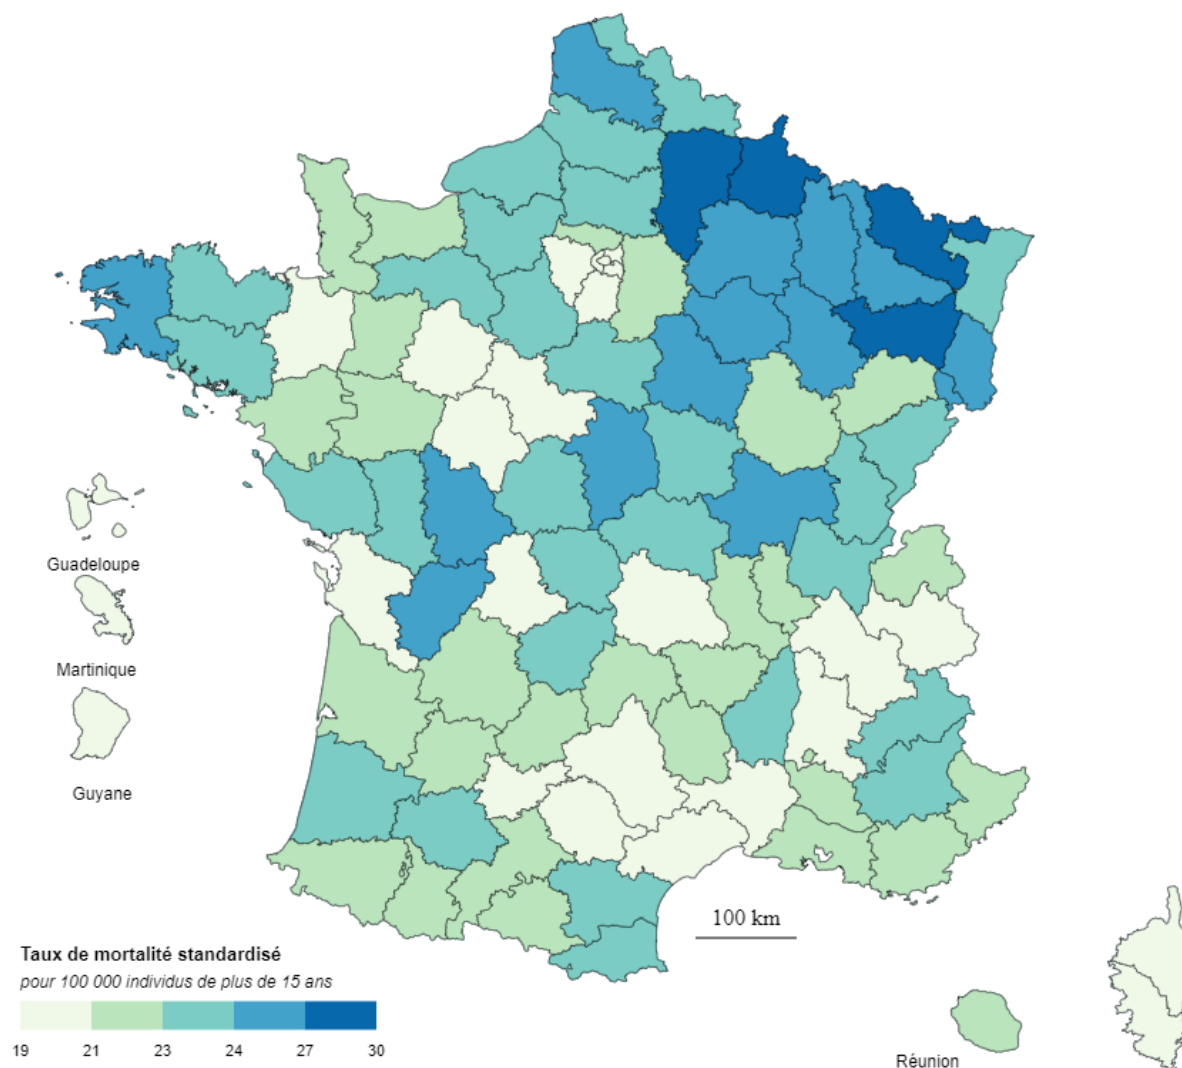 Guadeloupe
Martinique
Guyane
100 km
Taux de mortalité standardisé
pour 100 000 individus de plus de 15 ans
19 21 23 24 27 30
Réunion